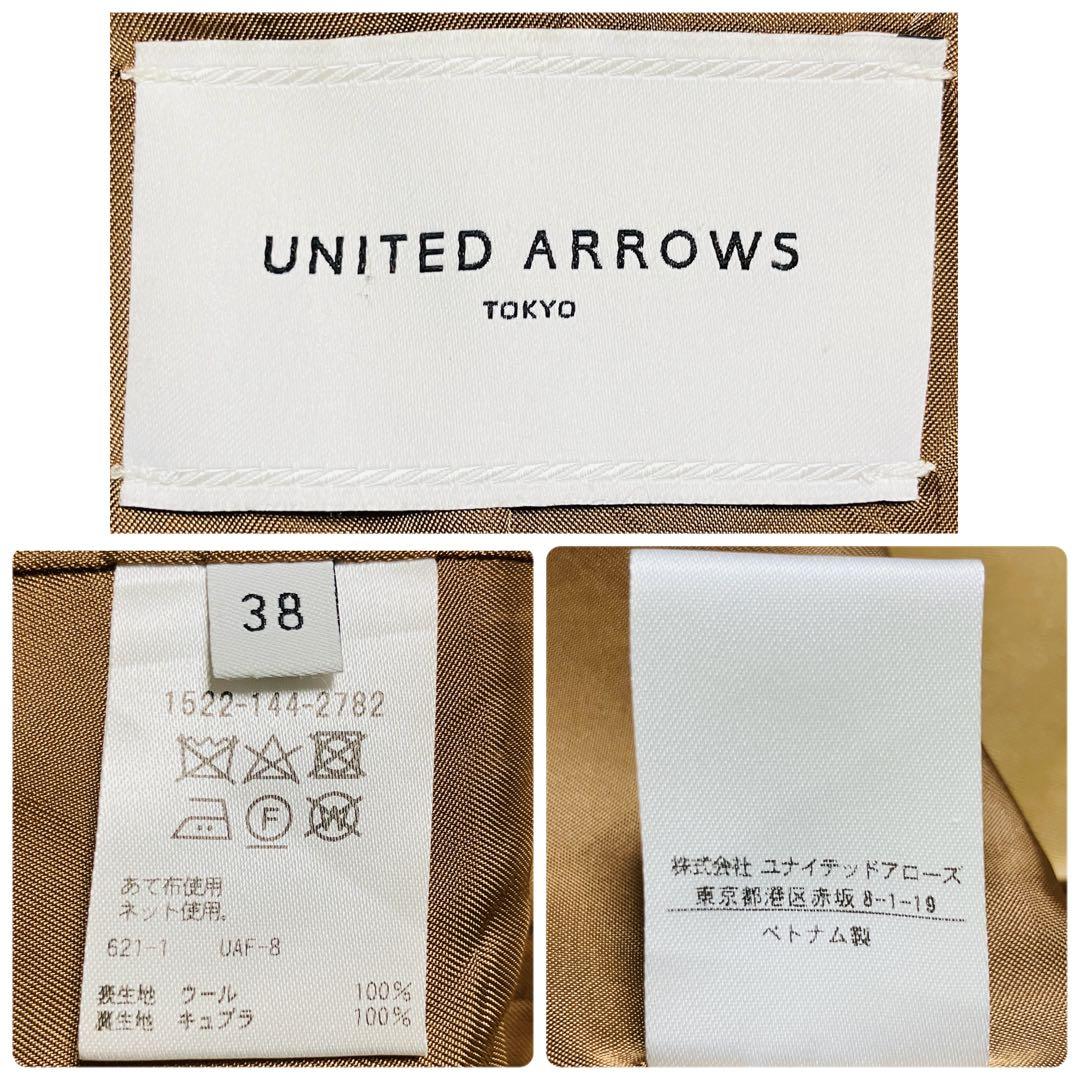 UNITED ARROWS
TOKYO
38
1522-144-2782
F
W
あて布使用
ネット使用。
621-1 UAF-8
表生地 ウール 100%
裏生地 キュプラ 100%
株式会社 ユナイテッドアローズ
東京都港区赤坂8-1-19
ベトナム製